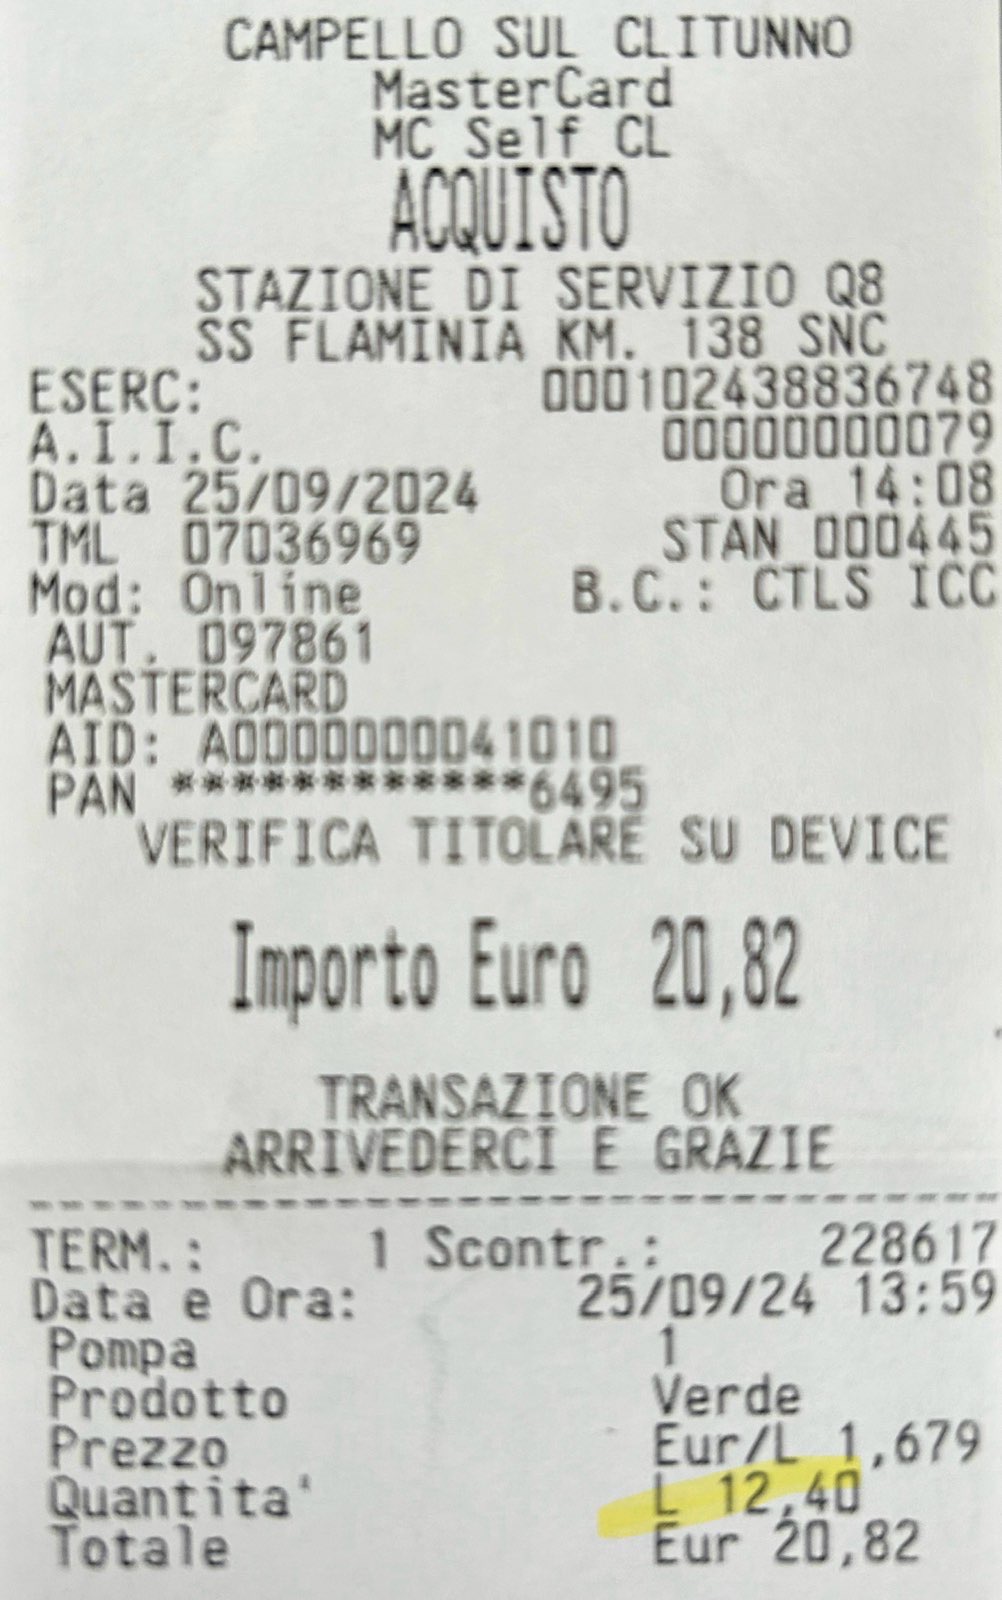 CAMPELLO SUL CLITUNNO
MasterCard
MC Self CL
ACQUISTO
STAZIONE DI SERVIZIO Q8
SS FLAMINIA KM. 138 SNC
ESERC: 000102438836748
A.I.I.C. 00000000079
Data 25/09/2024 Ora 14:08
TML 07036969 STAN 000445
Mod: Online B.C.: CTLS ICC
AUT. 097861
MASTERCARD
AID: A0000000041010
PAN ************6495
VERIFICA TITOLARE SU DEVICE
Importo Euro 20,82
TRANSAZIONE OK
ARRIVEDERCI E GRAZIE
--------------------------------
TERM.: 1 Scontr.: 228617
Data e Ora: 25/09/24 13:59
Pompa 1
Prodotto Verde
Prezzo Eur/L 1,679
Quantita' L 12,40
Totale Eur 20,82